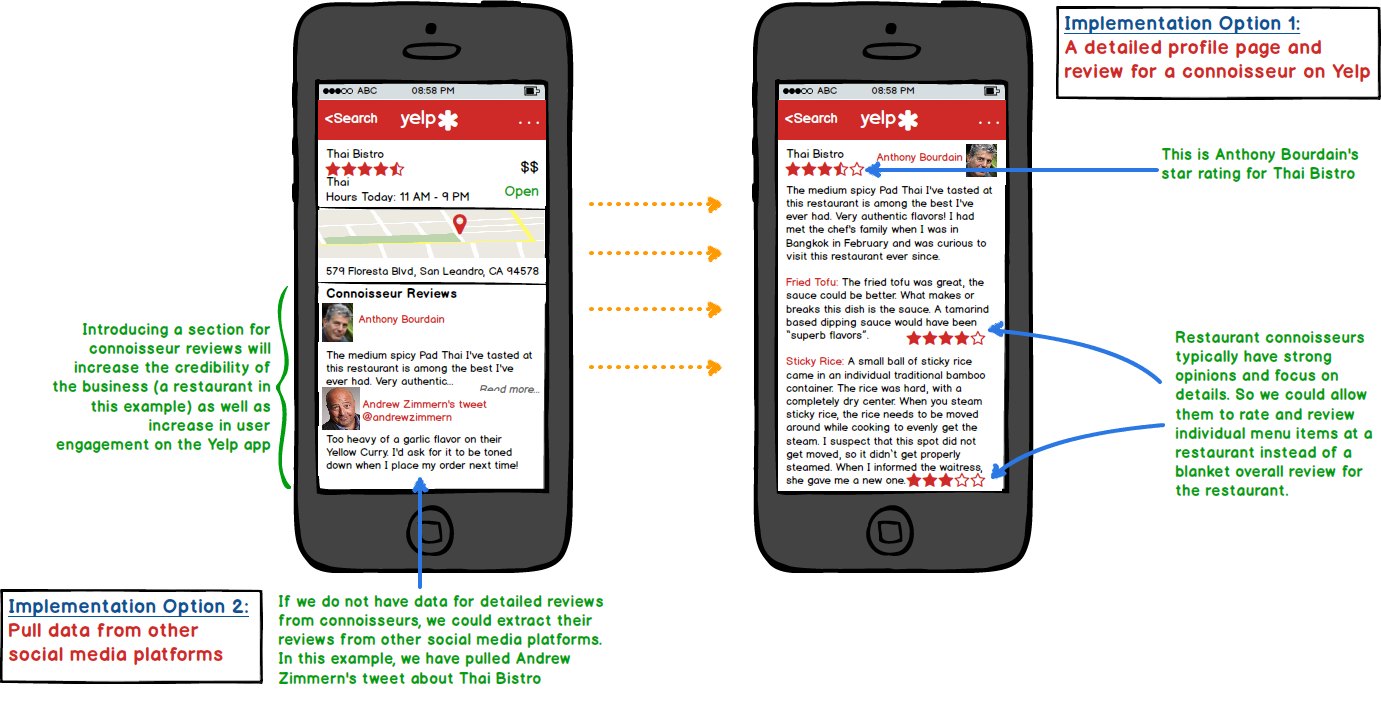 Implementation Option 1:
A detailed profile page and
review for a connoisseur on Yelp
ABC 08:58 PM
<Search yelp ...
Thai Bistro
$$
Thai
Hours Today: 11 AM - 9 PM
Open
579 Floresta Blvd, San Leandro, CA 94578
Connoisseur Reviews
Anthony Bourdain
The medium spicy Pad Thai I've tasted at
this restaurant is among the best I've
ever had. Very authentic...
Read more...
Andrew Zimmern's tweet
@andrewzimmern
Too heavy of a garlic flavor on their
Yellow Curry. I'd ask for it to be toned
down when I place my order next time!
ABC 08:58 PM
<Search yelp ...
Thai Bistro
Anthony Bourdain
The medium spicy Pad Thai I've tasted at
this restaurant is among the best I've
ever had. Very authentic flavors! I had
met the chef's family when I was in
Bangkok in February and was curious to
visit this restaurant ever since.
Fried Tofu: The fried tofu was great, the
sauce could be better. What makes or
breaks this dish is the sauce. A tamarind
based dipping sauce would have been
"superb flavors".
Sticky Rice: A small ball of sticky rice
came in an individual traditional bamboo
container. The rice was hard, with a
completely dry center. When you steam
sticky rice, the rice needs to be moved
around while cooking to evenly get the
steam. I suspect that this spot did not
get moved, so it didn`t get properly
steamed. When I informed the waitress,
she gave me a new one.
This is Anthony Bourdain's
star rating for Thai Bistro
Introducing a section for
connoisseur reviews will
increase the credibility of
the business (a restaurant in
this example) as well as
increase in user
engagement on the Yelp app
Restaurant connoisseurs
typically have strong
opinions and focus on
details. So we could allow
them to rate and review
individual menu items at a
restaurant instead of a
blanket overall review for
the restaurant.
Implementation Option 2:
Pull data from other
social media platforms
If we do not have data for detailed reviews
from connoisseurs, we could extract their
reviews from other social media platforms.
In this example, we have pulled Andrew
Zimmern's tweet about Thai Bistro